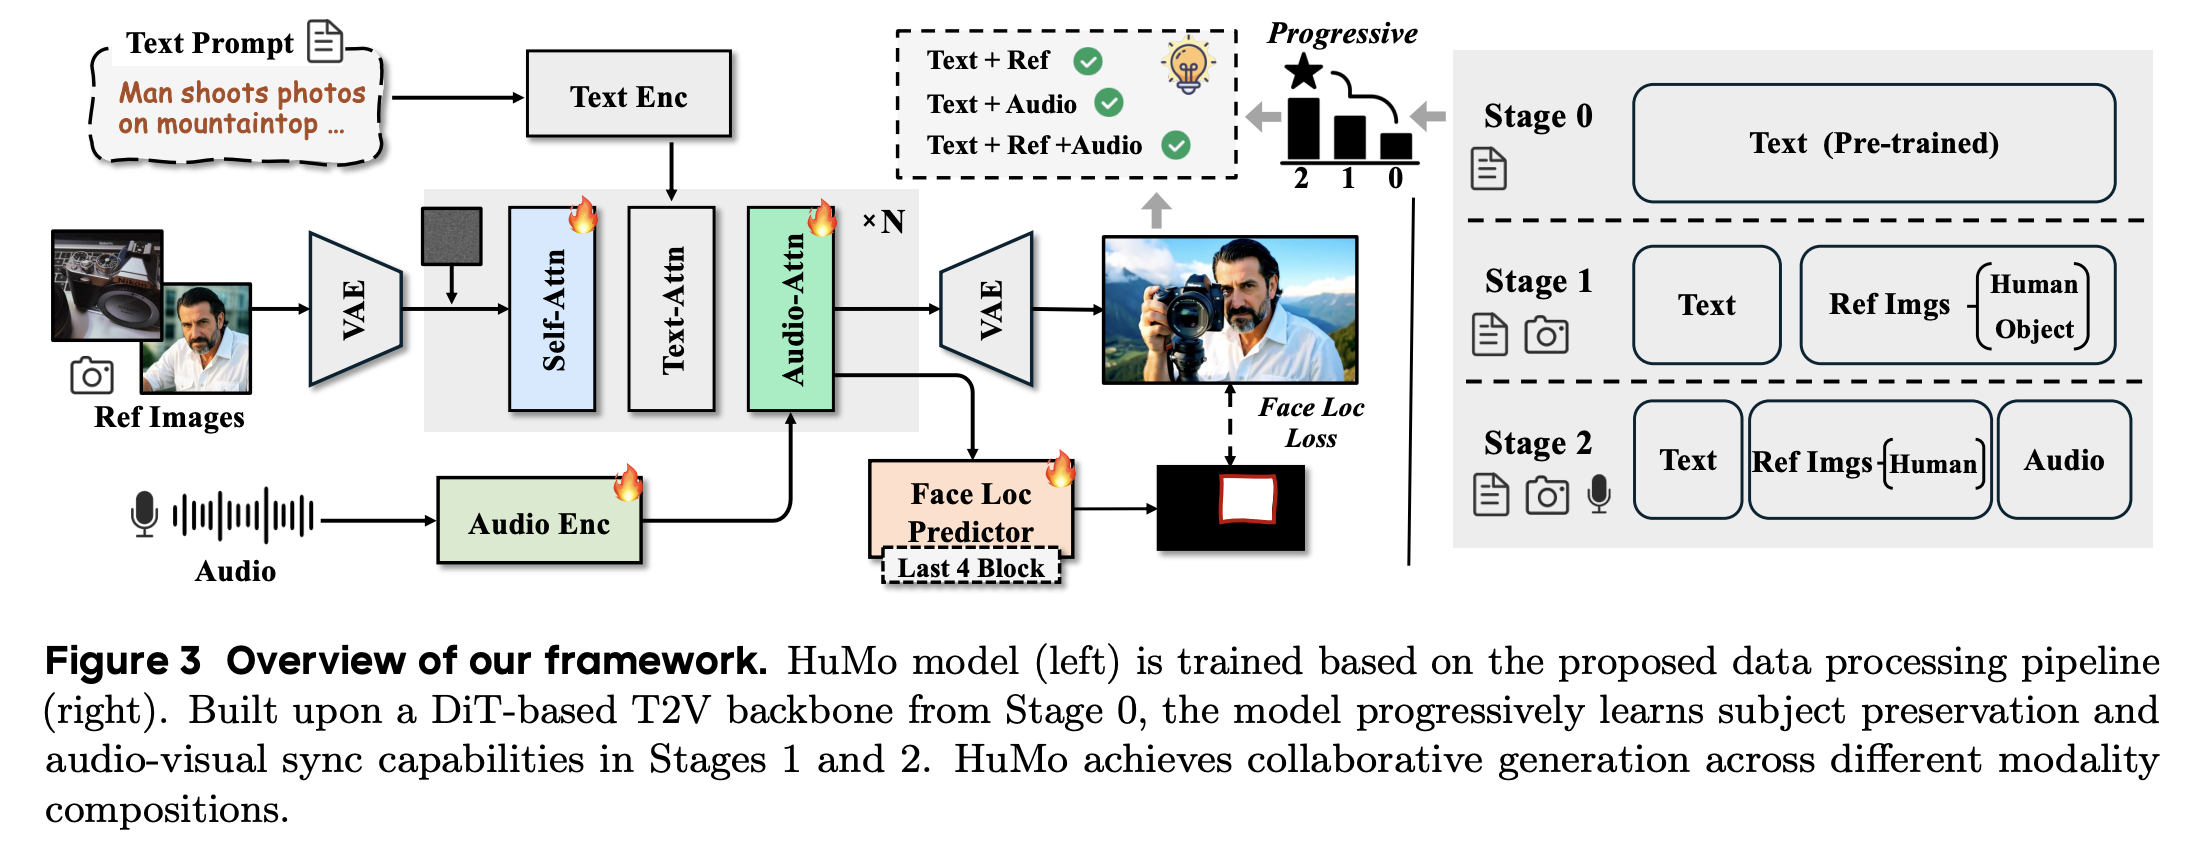 Text Prompt
Man shoots photos
on mountaintop ...
Text Enc
Text + Ref
Text + Audio
Text + Ref +Audio
Progressive
2 1 0
VAE
Self-Attn
Text-Attn
Audio-Attn
×N
VAE
Ref Images
Audio
Audio Enc
Face Loc
Predictor
Last 4 Block
Face Loc
Loss
Stage 0
Text (Pre-trained)
Stage 1
Text
Ref Imgs
Human
Object
Stage 2
Text
Ref Imgs
Human
Audio
Figure 3 Overview of our framework. HuMo model (left) is trained based on the proposed data processing pipeline
(right). Built upon a DiT-based T2V backbone from Stage 0, the model progressively learns subject preservation and
audio-visual sync capabilities in Stages 1 and 2. HuMo achieves collaborative generation across different modality
compositions.